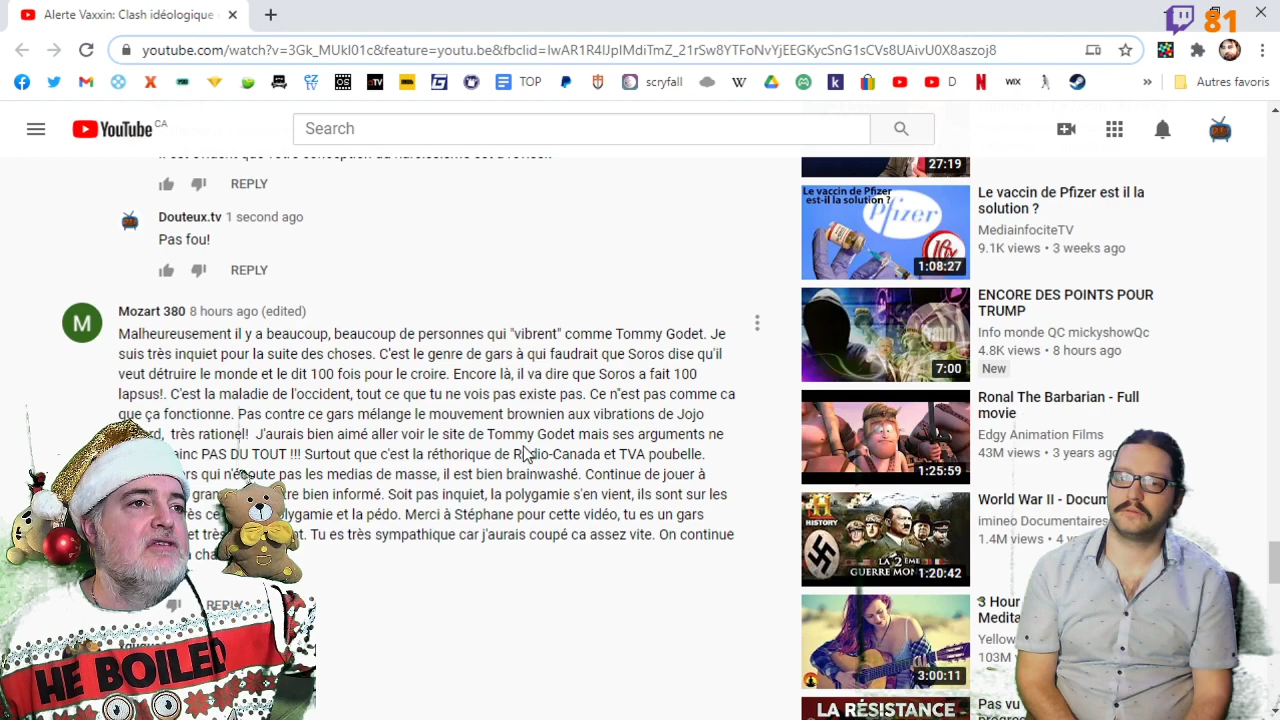 Alerte Vaxxin: Clash idéologique
81
youtube.com/watch?v=3Gk_MUkI01c&feature=youtu.be&fbclid=IwAR1R4IJpIMdiTmZ_21rSw8YTFoNvYjEEGKycSnG1sCVs8UAivU0X8aszoj8
TOP
scryfall
D
WIX
Autres favoris
YouTube CA
Search
REPLY
Douteux.tv 1 second ago
Pas fou!
REPLY
Mozart 380 8 hours ago (edited)
Malheureusement il y a beaucoup, beaucoup de personnes qui "vibrent" comme Tommy Godet. Je
suis très inquiet pour la suite des choses. C'est le genre de gars à qui faudrait que Soros dise qu'il
veut détruire le monde et le dit 100 fois pour le croire. Encore là, il va dire que Soros a fait 100
lapsus!. C'est la maladie de l'occident, tout ce que tu ne vois pas existe pas. Ce n"est pas comme ca
que ça fonctionne. Pas contre ce gars mélange le mouvement brownien aux vibrations de Jojo
très rationel! J'aurais bien aimé aller voir le site de Tommy Godet mais ses arguments ne
PAS DU TOUT !!! Surtout que c'est la réthorique de Radio-Canada et TVA poubelle.
qui n'écoute pas les medias de masse, il est bien brainwashé. Continue de jouer à
bien informé. Soit pas inquiet, la polygamie s'en vient, ils sont sur les
et la pédo. Merci à Stéphane pour cette vidéo, tu es un gars
Tu es très sympathique car j'aurais coupé ca assez vite. On continue
REPLY
HE BOILED
27:19
Le vaccin de Pfizer
est-il la solution ?
Pfizer
1:08:27
Le vaccin de Pfizer est il la
solution ?
MediainfociteTV
9.1K views • 3 weeks ago
7:00
ENCORE DES POINTS POUR
TRUMP
Info monde QC mickyshowQc
4.8K views • 8 hours ago
New
1:25:59
Ronal The Barbarian - Full
movie
Edgy Animation Films
43M views • 3 years ago
HISTORY
LA 2ÈME
GUERRE
1:20:42
World War II - Docum
imineo Documentaires
1.4M views
3:00:11
3 Hour
Medita
Yellow
103M
LA RÉSISTANCE
Pas vu